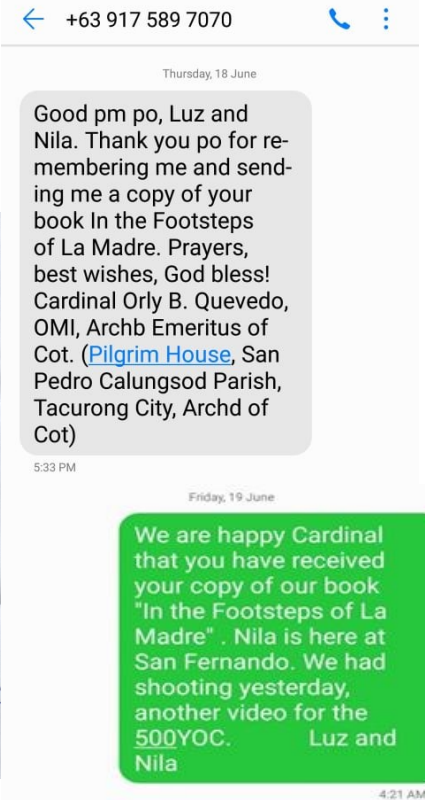 +63 917 589 7070
Thursday, 18 June
Good pm po, Luz and
Nila. Thank you po for re-
membering me and send-
ing me a copy of your
book In the Footsteps
of La Madre. Prayers,
best wishes, God bless!
Cardinal Orly B. Quevedo,
OMI, Archb Emeritus of
Cot. (Pilgrim House, San
Pedro Calungsod Parish,
Tacurong City, Archd of
Cot)
5:33 PM
Friday, 19 June
We are happy Cardinal
that you have received
your copy of our book
"In the Footsteps of La
Madre" . Nila is here at
San Fernando. We had
shooting yesterday,
another video for the
500YOC. Luz and
Nila
4:21 AM